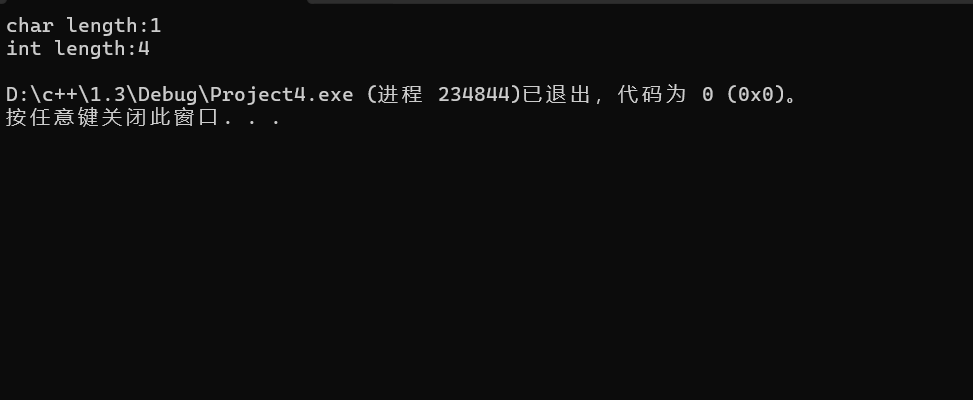 char length:1
int length:4
D:\c++\1.3\Debug\Project4.exe (进程 234844)已退出，代码为 0 (0x0)。
按任意键关闭此窗口. . .